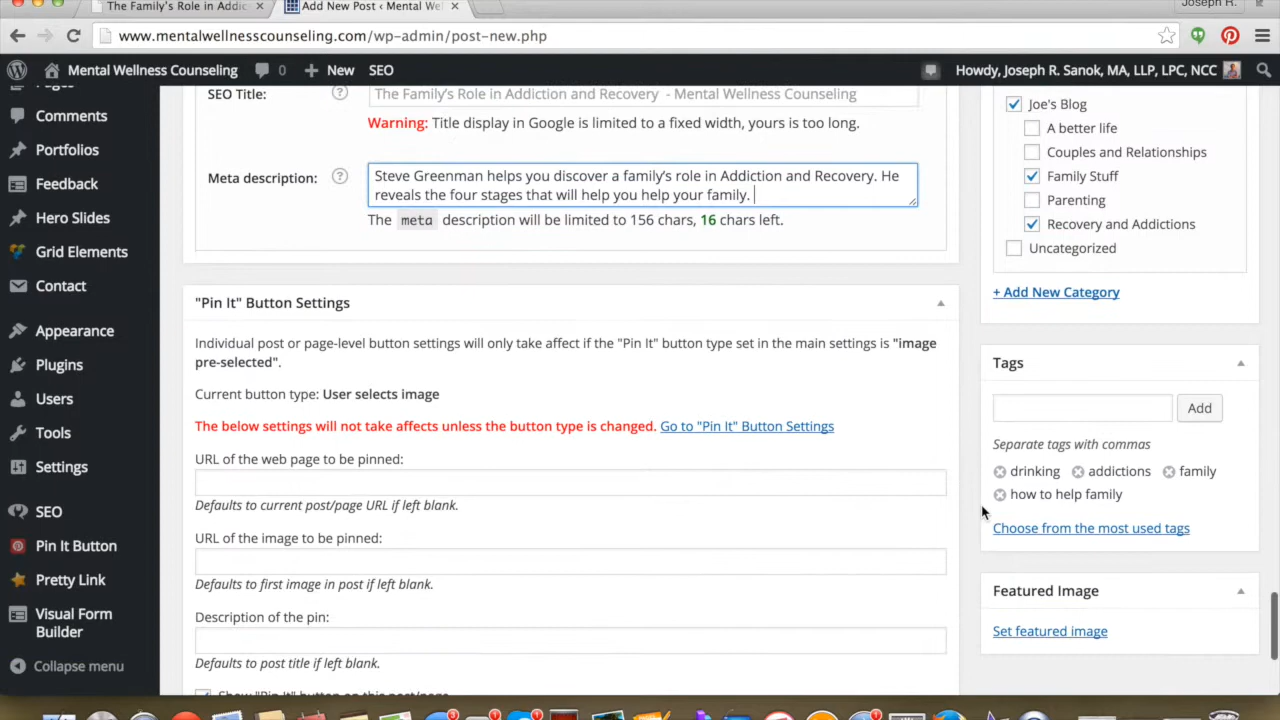 The Family's Role in Addic
Add New Post ‹ Mental We
Joseph R.
www.mentalwellnesscounseling.com/wp-admin/post-new.php
Mental Wellness Counseling 0 New SEO Howdy, Joseph R. Sanok, MA, LLP, LPC, NCC
Pages
Comments
Portfolios
Feedback
Hero Slides
Grid Elements
Contact
Appearance
Plugins
Users
Tools
Settings
SEO
Pin It Button
Pretty Link
Visual Form
Builder
Collapse menu
SEO Title:
The Family's Role in Addiction and Recovery - Mental Wellness Counseling
Warning: Title display in Google is limited to a fixed width, yours is too long.
Meta description:
Steve Greenman helps you discover a family's role in Addiction and Recovery. He
reveals the four stages that will help you help your family.
The meta description will be limited to 156 chars, 16 chars left.
"Pin It" Button Settings
Individual post or page-level button settings will only take affect if the "Pin It" button type set in the main settings is "image
pre-selected".
Current button type: User selects image
The below settings will not take affects unless the button type is changed. Go to "Pin It" Button Settings
URL of the web page to be pinned:
Defaults to current post/page URL if left blank.
URL of the image to be pinned:
Defaults to first image in post if left blank.
Description of the pin:
Defaults to post title if left blank.
Show "Pin It" button on this post/page.
Joe's Blog
A better life
Couples and Relationships
Family Stuff
Parenting
Recovery and Addictions
Uncategorized
+ Add New Category
Tags
Add
Separate tags with commas
drinking addictions family
how to help family
Choose from the most used tags
Featured Image
Set featured image